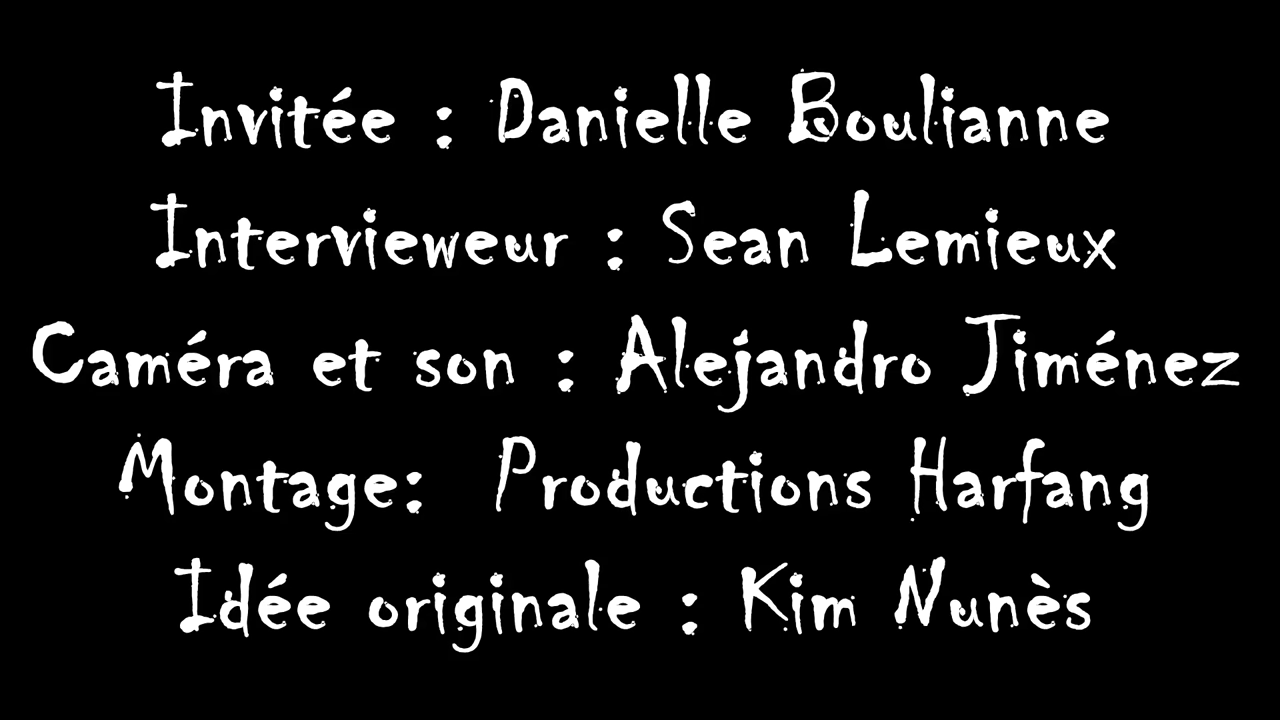 Invitée : Danielle Boulianne
Intervieweur : Sean Lemieux
Caméra et son : Alejandro Jiménez
Montage: Productions Harfang
Idée originale : Kim Nunès